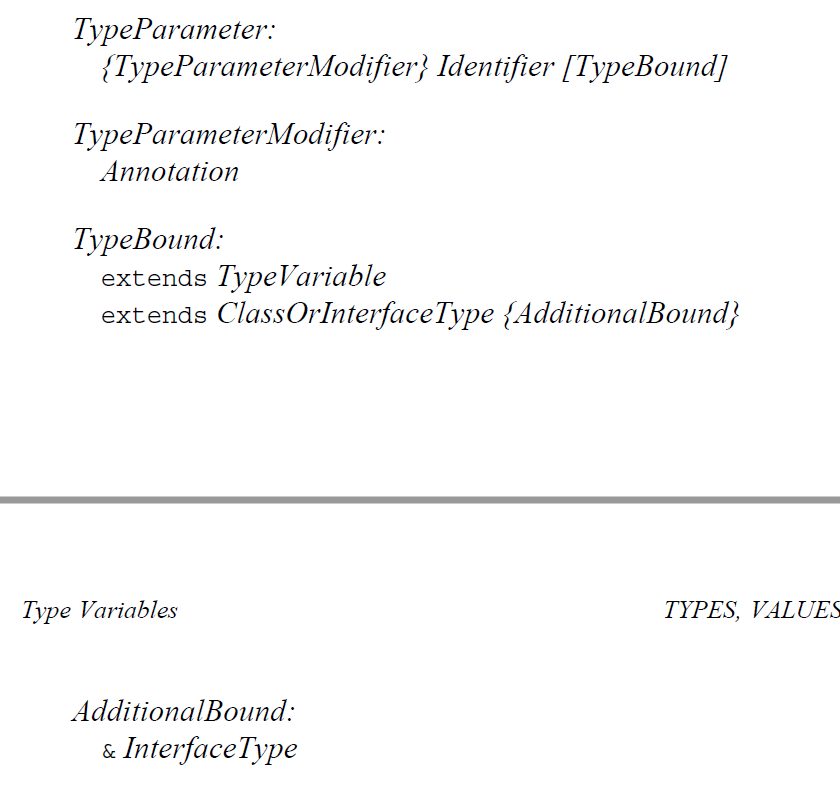 TypeParameter:
{TypeParameterModifier} Identifier [TypeBound]
TypeParameterModifier:
Annotation
TypeBound:
extends TypeVariable
extends ClassOrInterfaceType {AdditionalBound}
Type Variables
TYPES, VALUES
AdditionalBound:
& InterfaceType